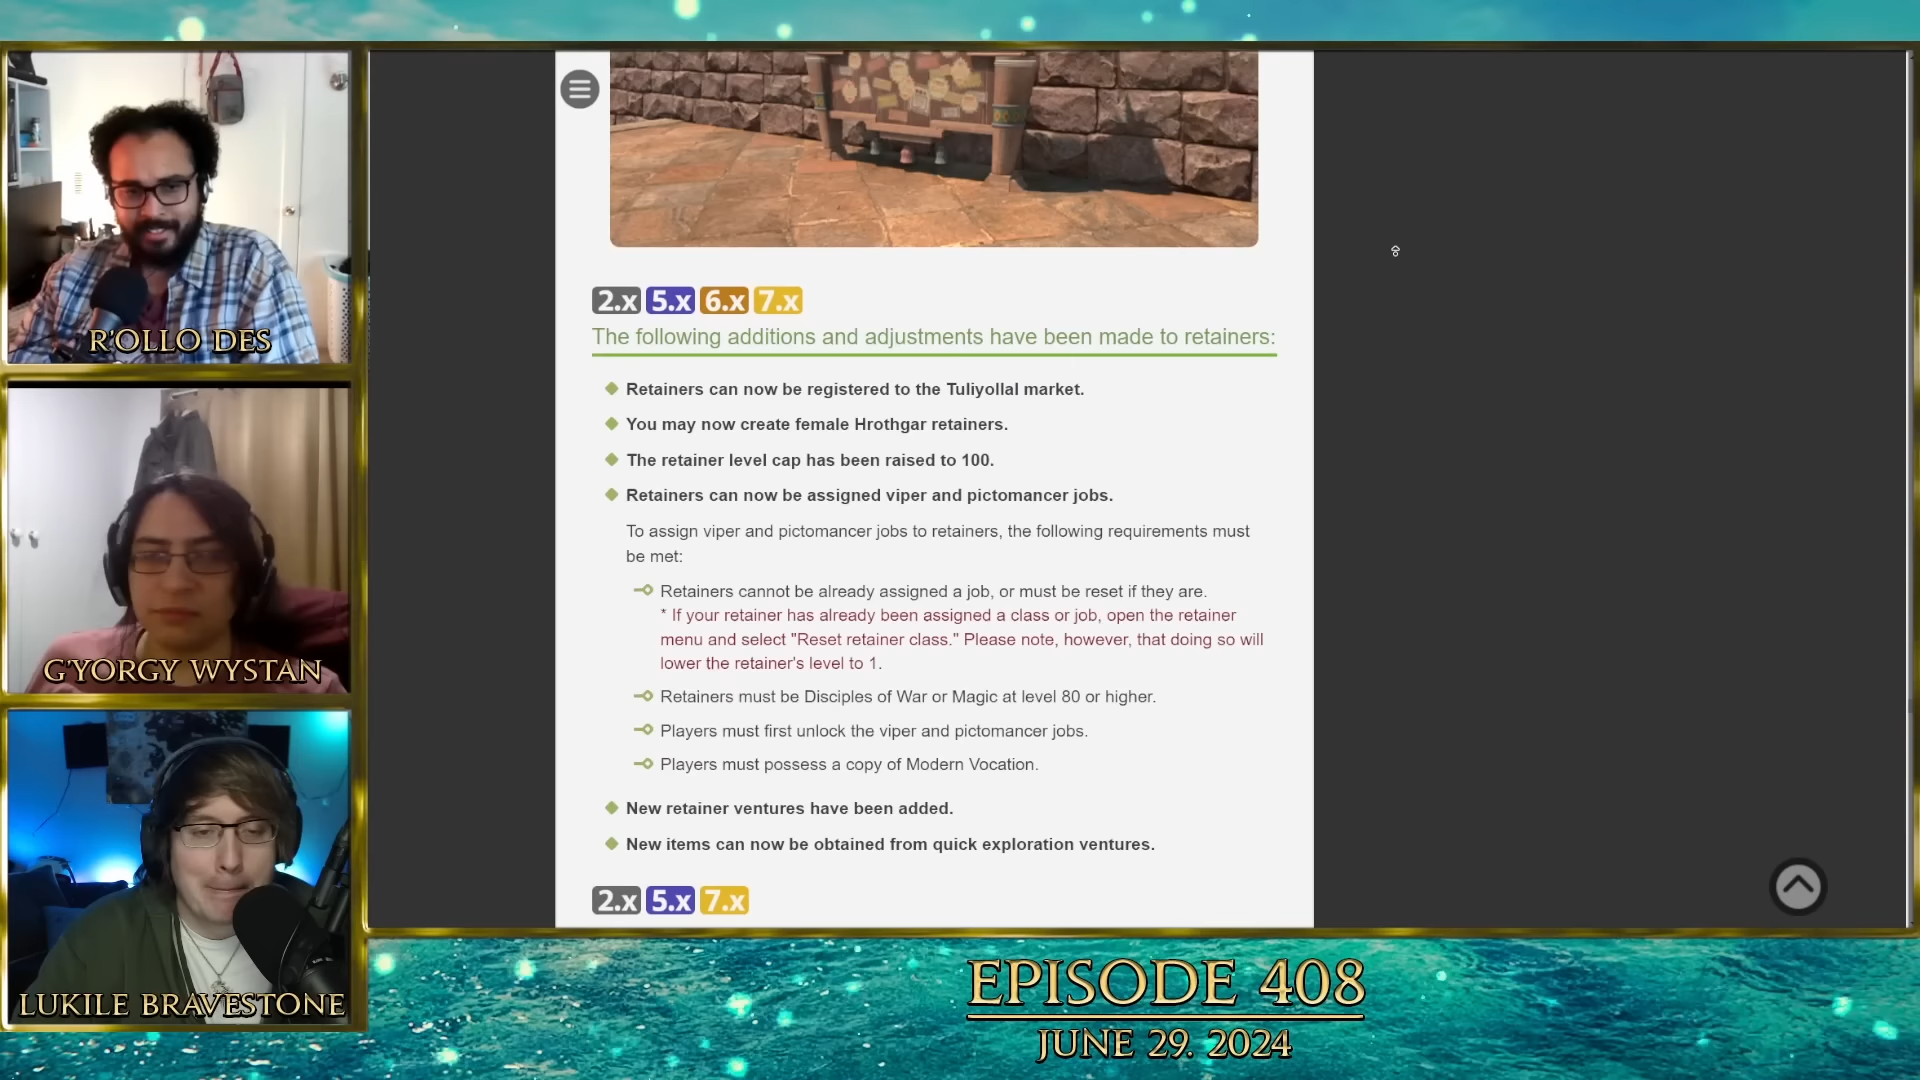 R'OLLO DES
G'YORGY WYSTAN
LUKILE BRAVESTONE
2.x 5.x 6.x 7.x
The following additions and adjustments have been made to retainers:
Retainers can now be registered to the Tuliyollal market.
You may now create female Hrothgar retainers.
The retainer level cap has been raised to 100.
Retainers can now be assigned viper and pictomancer jobs.
To assign viper and pictomancer jobs to retainers, the following requirements must
be met:
Retainers cannot be already assigned a job, or must be reset if they are.
* If your retainer has already been assigned a class or job, open the retainer
menu and select "Reset retainer class." Please note, however, that doing so will
lower the retainer's level to 1.
Retainers must be Disciples of War or Magic at level 80 or higher.
Players must first unlock the viper and pictomancer jobs.
Players must possess a copy of Modern Vocation.
New retainer ventures have been added.
New items can now be obtained from quick exploration ventures.
2.x 5.x 7.x
EPISODE 408
JUNE 29. 2024